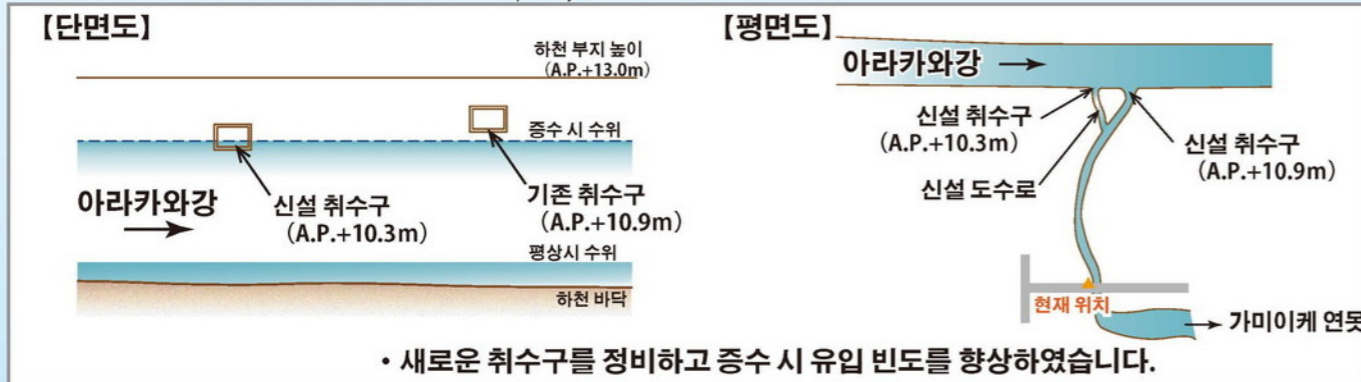 【단면도】
하천 부지 높이
(A.P.+13.0m)
증수 시 수위
신설 취수구
(A.P.+10.3m)
기존 취수구
(A.P.+10.9m)
아라카와강
평상시 수위
하천 바닥
【평면도】
아라카와강
신설 취수구
(A.P.+10.3m)
신설 취수구
(A.P.+10.9m)
신설 도수로
현재 위치
가미이케 연못
• 새로운 취수구를 정비하고 증수 시 유입 빈도를 향상하였습니다.